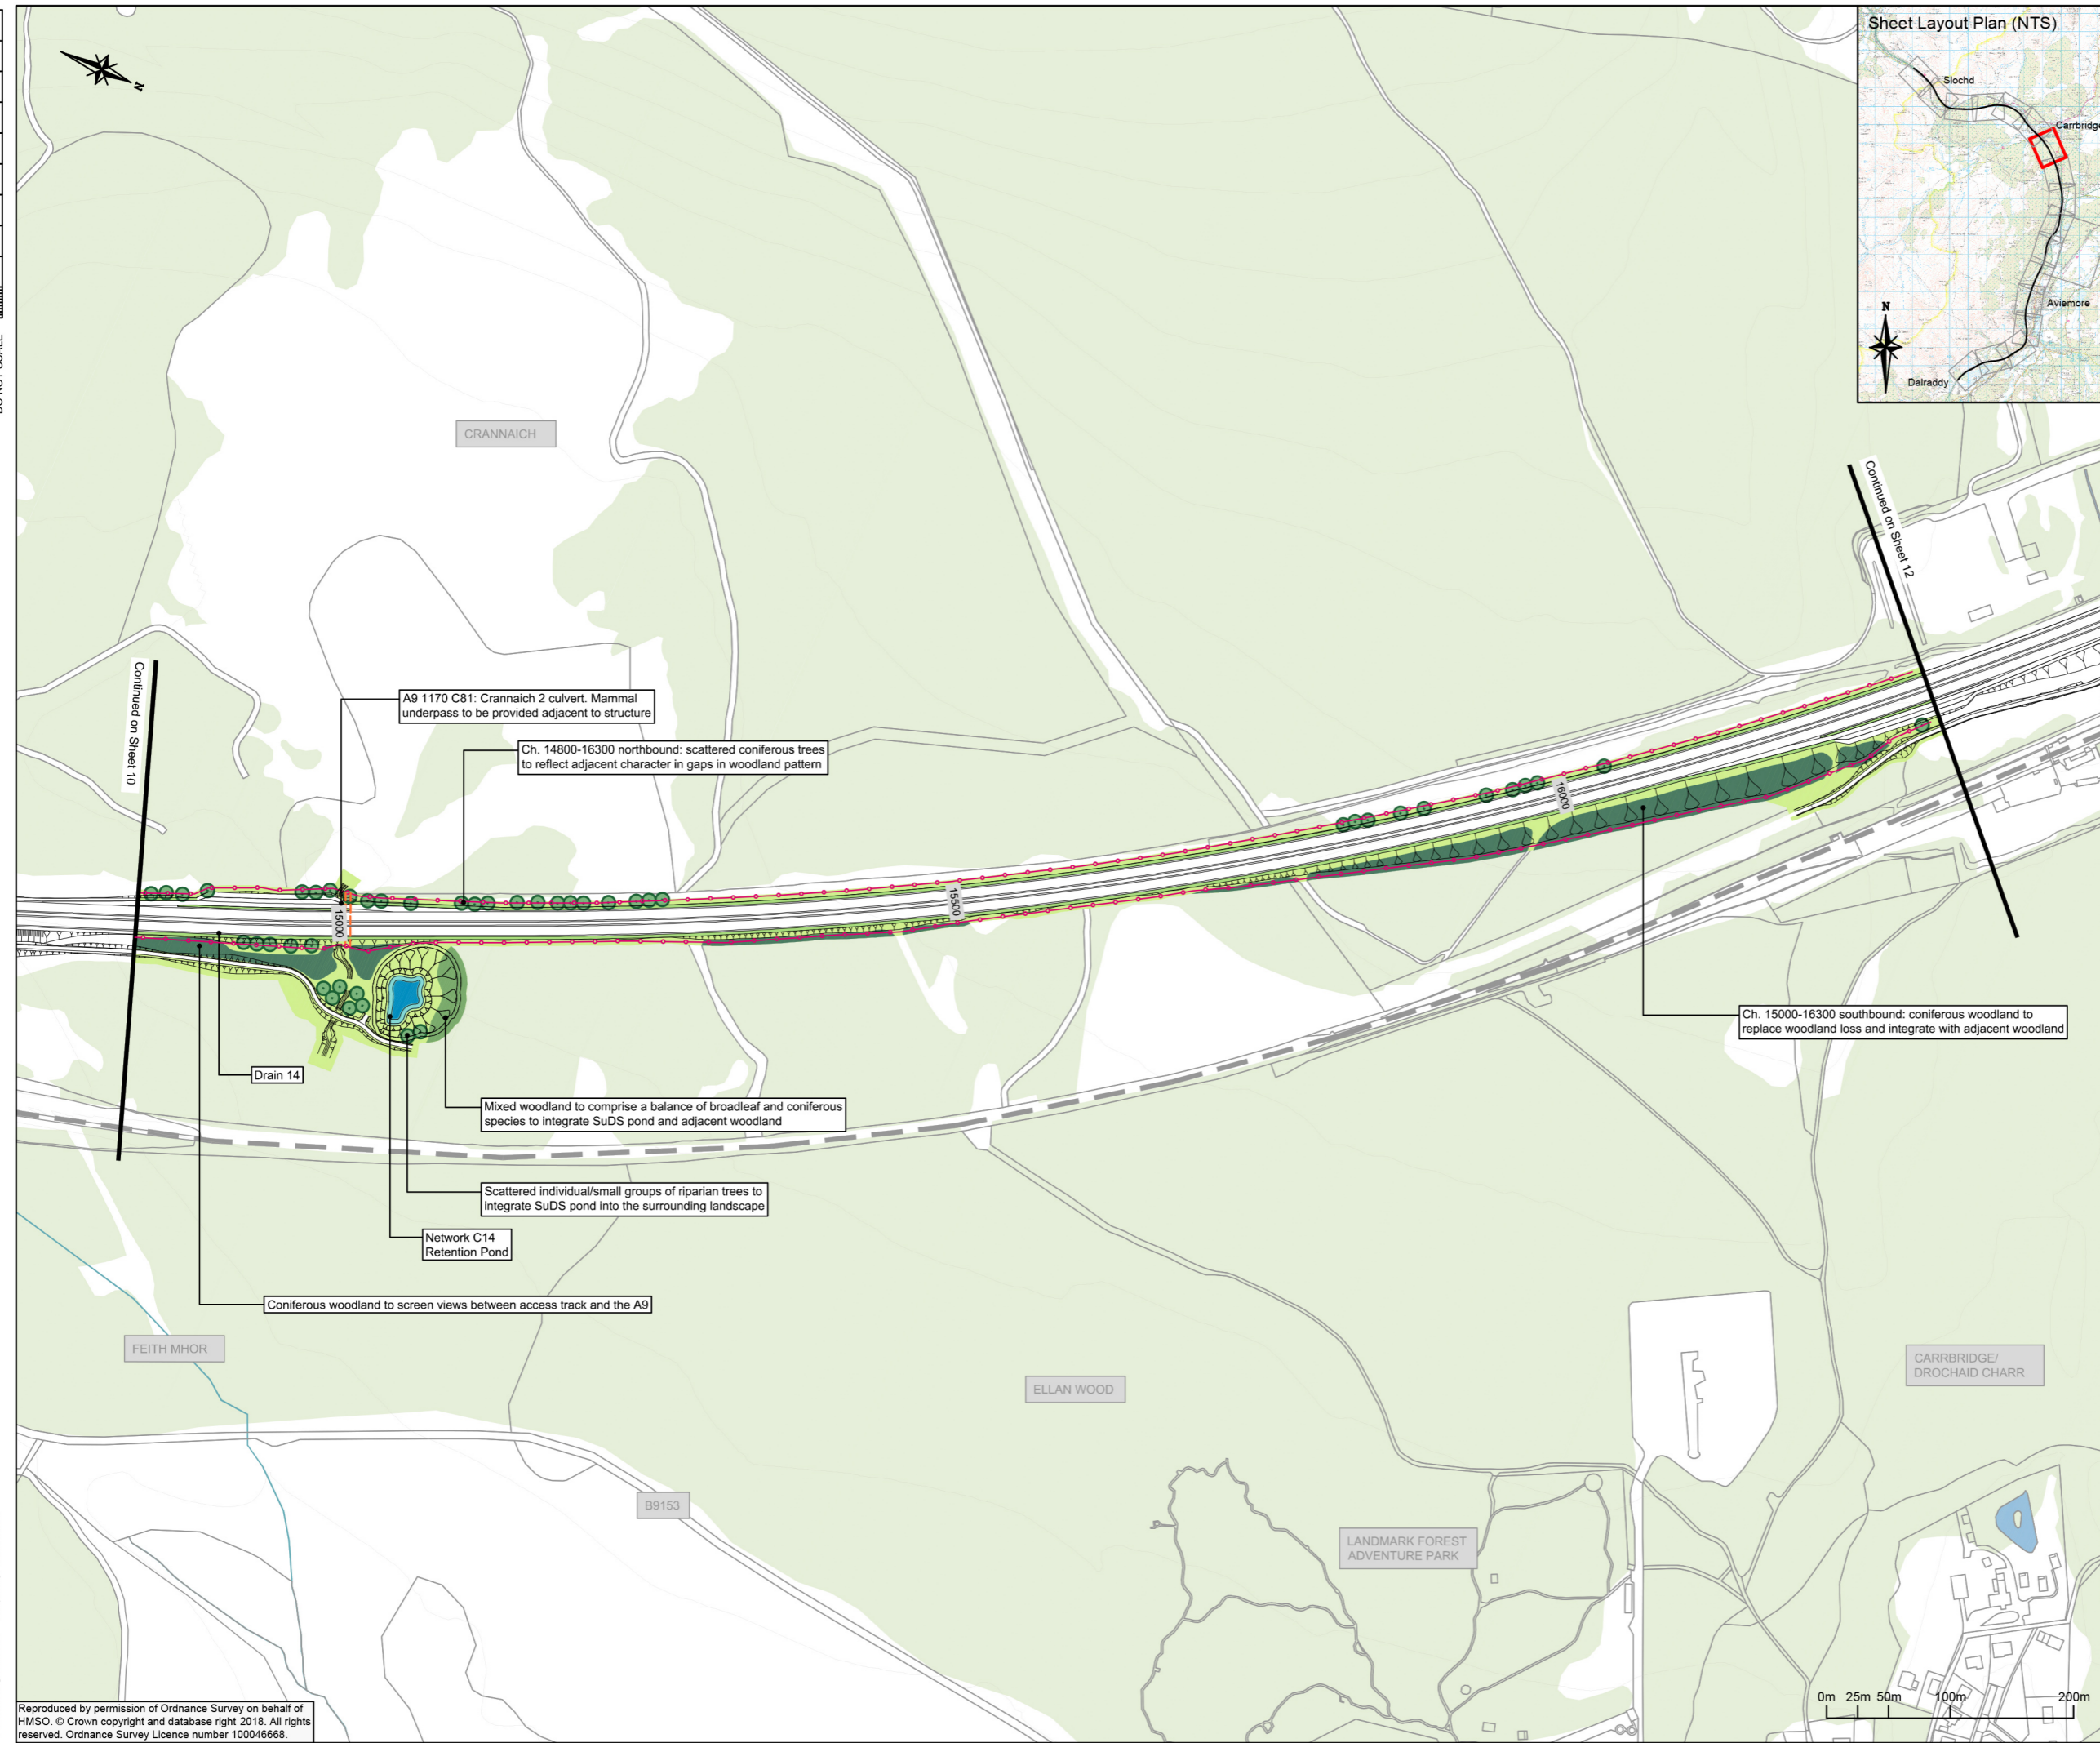 Sheet Layout Plan (NTS)
Slochd
Carrbridge
N
Aviemore
Dalraddy
N
DO NOT SCALE
CRANNAICH
Continued on Sheet 12
Continued on Sheet 10
A9 1170 C81: Crannaich 2 culvert. Mammal
underpass to be provided adjacent to structure
Ch. 14800-16300 northbound: scattered coniferous trees
to reflect adjacent character in gaps in woodland pattern
15000
15500
16000
Ch. 15000-16300 southbound: coniferous woodland to
replace woodland loss and integrate with adjacent woodland
Drain 14
Mixed woodland to comprise a balance of broadleaf and coniferous
species to integrate SuDS pond and adjacent woodland
Scattered individual/small groups of riparian trees to
integrate SuDS pond into the surrounding landscape
Network C14
Retention Pond
Coniferous woodland to screen views between access track and the A9
FEITH MHOR
ELLAN WOOD
CARRBRIDGE/
DROCHAID CHARR
B9153
LANDMARK FOREST
ADVENTURE PARK
0m 25m 50m 100m 200m
Reproduced by permission of Ordnance Survey on behalf of
HMSO. © Crown copyright and database right 2018. All rights
reserved. Ordnance Survey Licence number 100046668.